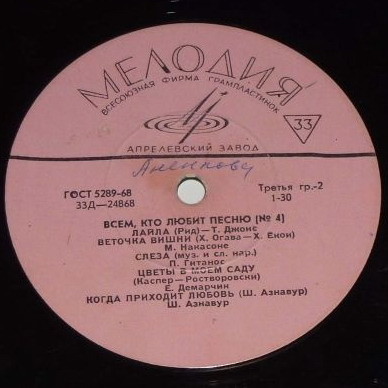 МЕЛОДИЯ
ВСЕСОЮЗНАЯ ФИРМА ГРАМПЛАСТИНОК
33
АПРЕЛЕВСКИЙ ЗАВОД
ГОСТ 5289-68
33Д—24868
Третья гр.-2
1-30
ВСЕМ, КТО ЛЮБИТ ПЕСНЮ [№ 4]
ЛАЙЛА (Рид)—Т. Джонс
ВЕТОЧКА ВИШНИ (Х. Огава—Х. Ёкои)
М. Накасоне
СЛЕЗА (муз. и сл. нар.)
П. Гитанос
ЦВЕТЫ В МОЕМ САДУ
(Каспер—Ростворовски)
Е. Демарчик
КОГДА ПРИХОДИТ ЛЮБОВЬ (Ш. Азнавур)
Ш. Азнавур